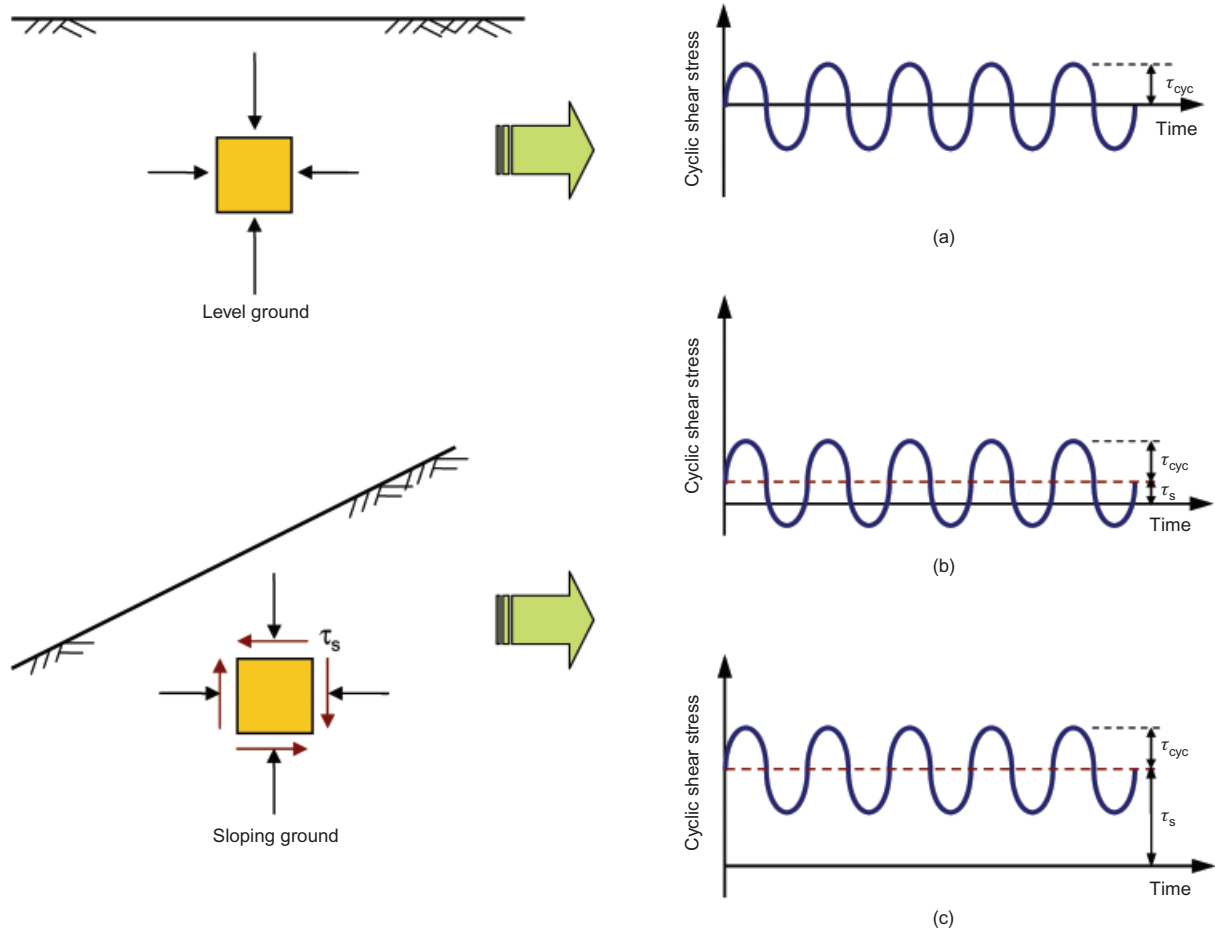 Level ground
Cyclic shear stress
τcyc
Time
(a)
Cyclic shear stress
τcyc
τs
Time
(b)
τs
Sloping ground
Cyclic shear stress
τcyc
τs
Time
(c)